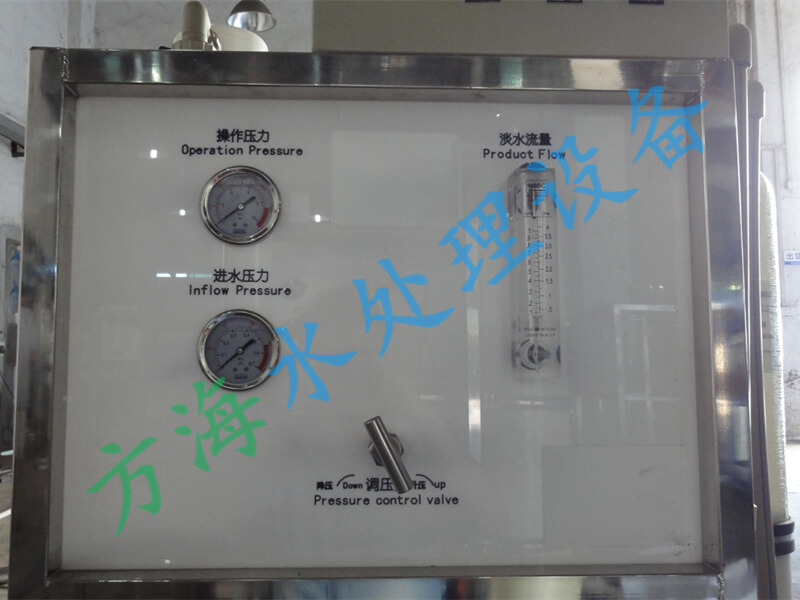 操作压力
Operation Pressure
淡水流量
Product Flow
进水压力
Inflow Pressure
方海水处理设备
降压 Down 调压 升压 up
Pressure control valve